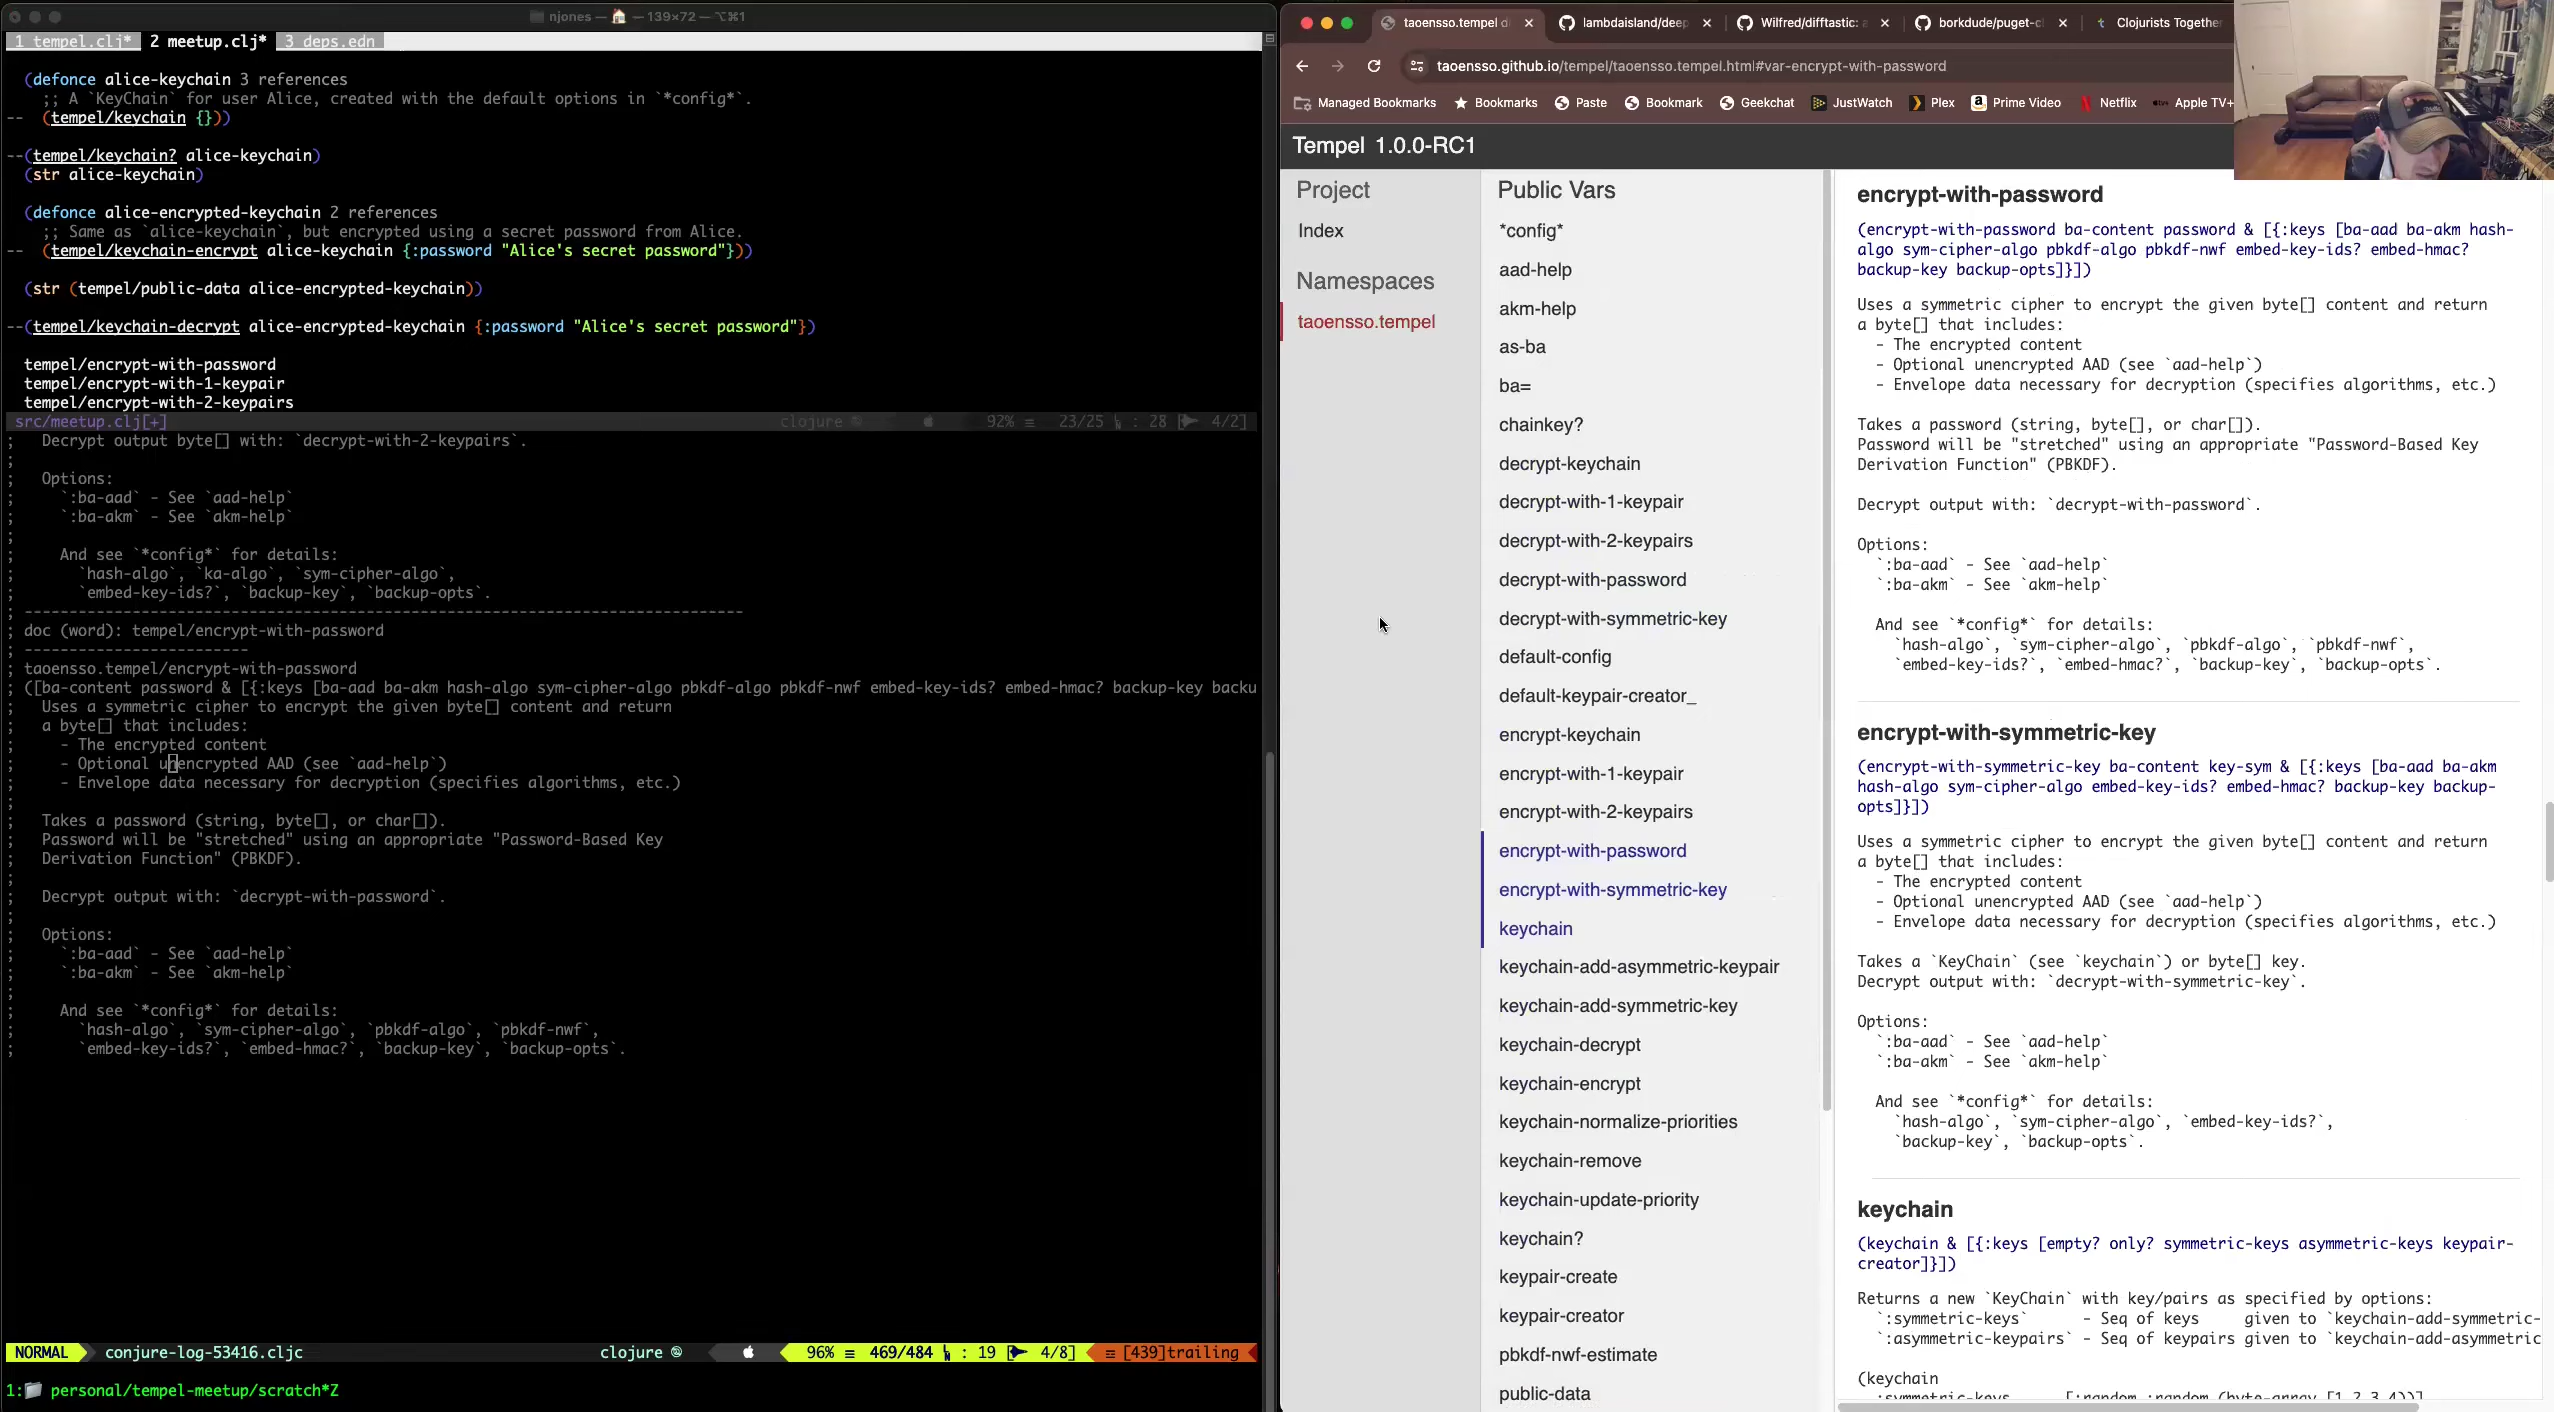 njones — 🏠 — 139×72 — ⌥⌘1
1 tempel.clj* 2 meetup.clj* 3 deps.edn
(defonce alice-keychain 3 references
;; A `KeyChain` for user Alice, created with the default options in `*config*`.
-- (tempel/keychain {}))
--(tempel/keychain? alice-keychain)
(str alice-keychain)
(defonce alice-encrypted-keychain 2 references
;; Same as `alice-keychain`, but encrypted using a secret password from Alice.
-- (tempel/keychain-encrypt alice-keychain {:password "Alice's secret password"}))
(str (tempel/public-data alice-encrypted-keychain))
--(tempel/keychain-decrypt alice-encrypted-keychain {:password "Alice's secret password"})
tempel/encrypt-with-password
tempel/encrypt-with-1-keypair
tempel/encrypt-with-2-keypairs
src/meetup.clj[+] clojure 92% ≡ 23/25 : 28 4/2]
; Decrypt output byte[] with: `decrypt-with-2-keypairs`.
;
; Options:
; `:ba-aad` - See `aad-help`
; `:ba-akm` - See `akm-help`
;
; And see `*config*` for details:
; `hash-algo`, `ka-algo`, `sym-cipher-algo`,
; `embed-key-ids?`, `backup-key`, `backup-opts`.
; --------------------------------------------------------------------------------
; doc (word): tempel/encrypt-with-password
; -------------------------
; taoensso.tempel/encrypt-with-password
; ([ba-content password & [{:keys [ba-aad ba-akm hash-algo sym-cipher-algo pbkdf-algo pbkdf-nwf embed-key-ids? embed-hmac? backup-key backu
; Uses a symmetric cipher to encrypt the given byte[] content and return
; a byte[] that includes:
; - The encrypted content
; - Optional unencrypted AAD (see `aad-help`)
; - Envelope data necessary for decryption (specifies algorithms, etc.)
;
; Takes a password (string, byte[], or char[]).
; Password will be "stretched" using an appropriate "Password-Based Key
; Derivation Function" (PBKDF).
;
; Decrypt output with: `decrypt-with-password`.
;
; Options:
; `:ba-aad` - See `aad-help`
; `:ba-akm` - See `akm-help`
;
; And see `*config*` for details:
; `hash-algo`, `sym-cipher-algo`, `pbkdf-algo`, `pbkdf-nwf`,
; `embed-key-ids?`, `embed-hmac?`, `backup-key`, `backup-opts`.
NORMAL conjure-log-53416.cljc clojure 96% ≡ 469/484 : 19 4/8] ≡ [439]trailing
1: personal/tempel-meetup/scratch*Z
taoensso.tempel d × lambdaisland/deep × Wilfred/difftastic: a × borkdude/puget-cl × Clojurists Together
taoensso.github.io/tempel/taoensso.tempel.html#var-encrypt-with-password
Managed Bookmarks Bookmarks Paste Bookmark Geekchat JustWatch Plex Prime Video Netflix Apple TV+
Tempel 1.0.0-RC1
Project
Index
Namespaces
taoensso.tempel
Public Vars
*config*
aad-help
akm-help
as-ba
ba=
chainkey?
decrypt-keychain
decrypt-with-1-keypair
decrypt-with-2-keypairs
decrypt-with-password
decrypt-with-symmetric-key
default-config
default-keypair-creator_
encrypt-keychain
encrypt-with-1-keypair
encrypt-with-2-keypairs
encrypt-with-password
encrypt-with-symmetric-key
keychain
keychain-add-asymmetric-keypair
keychain-add-symmetric-key
keychain-decrypt
keychain-encrypt
keychain-normalize-priorities
keychain-remove
keychain-update-priority
keychain?
keypair-create
keypair-creator
pbkdf-nwf-estimate
public-data
encrypt-with-password
(encrypt-with-password ba-content password & [{:keys [ba-aad ba-akm hash-
algo sym-cipher-algo pbkdf-algo pbkdf-nwf embed-key-ids? embed-hmac?
backup-key backup-opts]}])
Uses a symmetric cipher to encrypt the given byte[] content and return
a byte[] that includes:
- The encrypted content
- Optional unencrypted AAD (see `aad-help`)
- Envelope data necessary for decryption (specifies algorithms, etc.)
Takes a password (string, byte[], or char[]).
Password will be "stretched" using an appropriate "Password-Based Key
Derivation Function" (PBKDF).
Decrypt output with: `decrypt-with-password`.
Options:
`:ba-aad` - See `aad-help`
`:ba-akm` - See `akm-help`
And see `*config*` for details:
`hash-algo`, `sym-cipher-algo`, `pbkdf-algo`, `pbkdf-nwf`,
`embed-key-ids?`, `embed-hmac?`, `backup-key`, `backup-opts`.
encrypt-with-symmetric-key
(encrypt-with-symmetric-key ba-content key-sym & [{:keys [ba-aad ba-akm
hash-algo sym-cipher-algo embed-key-ids? embed-hmac? backup-key backup-
opts]}])
Uses a symmetric cipher to encrypt the given byte[] content and return
a byte[] that includes:
- The encrypted content
- Optional unencrypted AAD (see `aad-help`)
- Envelope data necessary for decryption (specifies algorithms, etc.)
Takes a `KeyChain` (see `keychain`) or byte[] key.
Decrypt output with: `decrypt-with-symmetric-key`.
Options:
`:ba-aad` - See `aad-help`
`:ba-akm` - See `akm-help`
And see `*config*` for details:
`hash-algo`, `sym-cipher-algo`, `embed-key-ids?`,
`backup-key`, `backup-opts`.
keychain
(keychain & [{:keys [empty? only? symmetric-keys asymmetric-keys keypair-
creator]}])
Returns a new `KeyChain` with key/pairs as specified by options:
`:symmetric-keys` - Seq of keys given to `keychain-add-symmetric-
`:asymmetric-keypairs` - Seq of keypairs given to `keychain-add-asymmetric
(keychain
:symmetric-keys [:random :random (byte-array [1 2 3 4])]